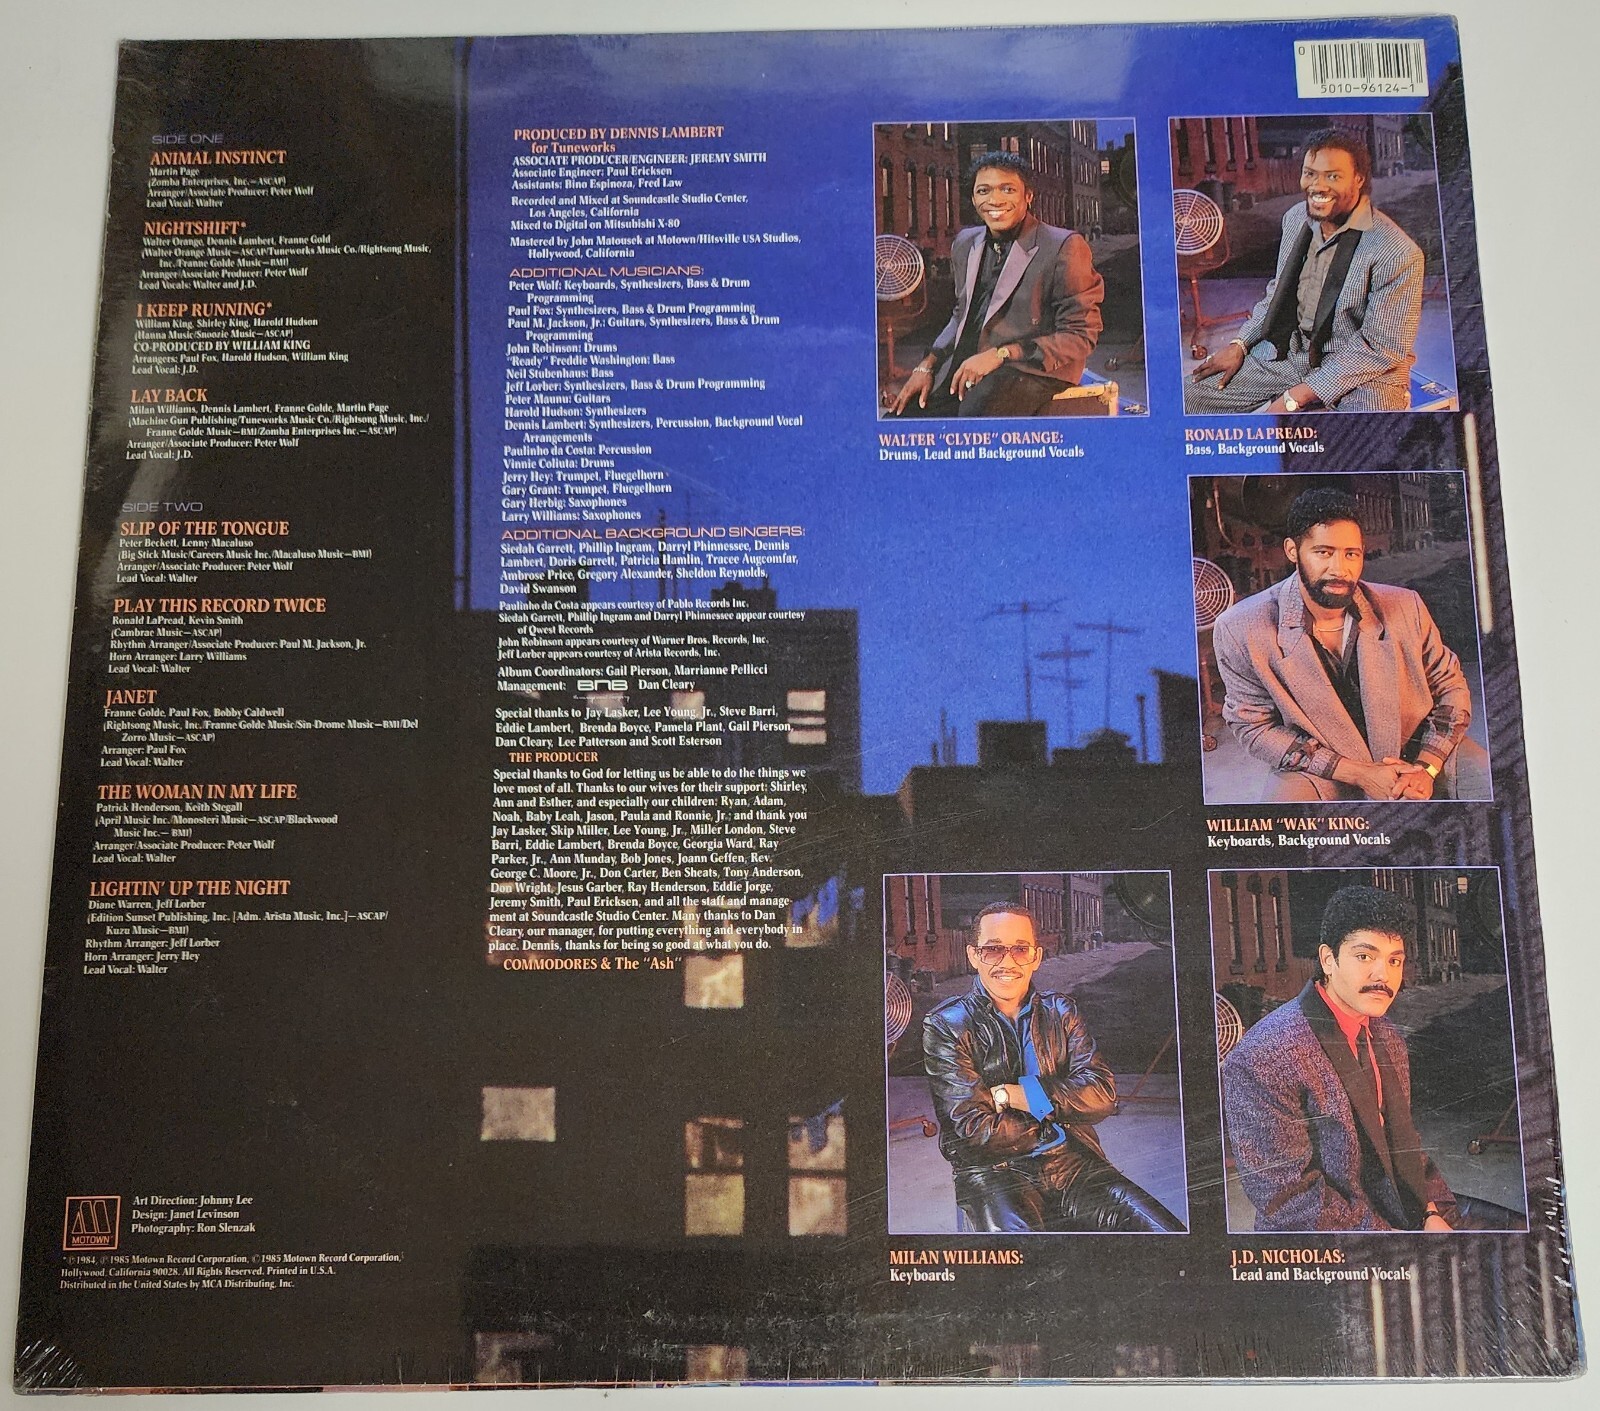 0
5010-96124-1
SIDE ONE
ANIMAL INSTINCT
Martin Page
(Zomba Enterprises, Inc.—ASCAP)
Arranger/Associate Producer: Peter Wolf
Lead Vocal: Walter
NIGHTSHIFT*
Walter Orange, Dennis Lambert, Franne Gold
(Walter Orange Music—ASCAP/Tuneworks Music Co./Rightsong Music,
Inc./Franne Golde Music—BMI)
Arranger/Associate Producer: Peter Wolf
Lead Vocals: Walter and J.D.
I KEEP RUNNING*
William King, Shirley King, Harold Hudson
(Hanna Music/Snoozie Music—ASCAP)
CO-PRODUCED BY WILLIAM KING
Arrangers: Paul Fox, Harold Hudson, William King
Lead Vocal: J.D.
LAY BACK
Milan Williams, Dennis Lambert, Franne Golde, Martin Page
(Machine Gun Publishing/Tuneworks Music Co./Rightsong Music, Inc./
Franne Golde Music—BMI/Zomba Enterprises Inc.—ASCAP)
Arranger/Associate Producer: Peter Wolf
Lead Vocal: J.D.
SIDE TWO
SLIP OF THE TONGUE
Peter Beckett, Lenny Macaluso
(Big Stick Music/Careers Music Inc./Macaluso Music—BMI)
Arranger/Associate Producer: Peter Wolf
Lead Vocal: Walter
PLAY THIS RECORD TWICE
Ronald LaPread, Kevin Smith
(Cambrae Music—ASCAP)
Rhythm Arranger/Associate Producer: Paul M. Jackson, Jr.
Horn Arranger: Larry Williams
Lead Vocal: Walter
JANET
Franne Golde, Paul Fox, Bobby Caldwell
(Rightsong Music, Inc./Franne Golde Music/Sin-Drome Music—BMI/Del
Zorro Music—ASCAP)
Arranger: Paul Fox
Lead Vocal: Walter
THE WOMAN IN MY LIFE
Patrick Henderson, Keith Stegall
(April Music Inc./Monosteri Music—ASCAP/Blackwood
Music Inc.—BMI)
Arranger/Associate Producer: Peter Wolf
Lead Vocal: Walter
LIGHTIN' UP THE NIGHT
Diane Warren, Jeff Lorber
(Edition Sunset Publishing, Inc. [Adm. Arista Music, Inc.]—ASCAP/
Kuzu Music—BMI)
Rhythm Arranger: Jeff Lorber
Horn Arranger: Jerry Hey
Lead Vocal: Walter
MOTOWN
Art Direction: Johnny Lee
Design: Janet Levinson
Photography: Ron Slenzak
*℗1984, ℗1985 Motown Record Corporation, ©1985 Motown Record Corporation,
Hollywood, California 90028. All Rights Reserved. Printed in U.S.A.
Distributed in the United States by MCA Distributing, Inc.
PRODUCED BY DENNIS LAMBERT
for Tuneworks
ASSOCIATE PRODUCER/ENGINEER: JEREMY SMITH
Associate Engineer: Paul Ericksen
Assistants: Bino Espinoza, Fred Law
Recorded and Mixed at Soundcastle Studio Center,
Los Angeles, California
Mixed to Digital on Mitsubishi X-80
Mastered by John Matousek at Motown/Hitsville USA Studios,
Hollywood, California
ADDITIONAL MUSICIANS:
Peter Wolf: Keyboards, Synthesizers, Bass & Drum
Programming
Paul Fox: Synthesizers, Bass & Drum Programming
Paul M. Jackson, Jr.: Guitars, Synthesizers, Bass & Drum
Programming
John Robinson: Drums
"Ready" Freddie Washington: Bass
Neil Stubenhaus: Bass
Jeff Lorber: Synthesizers, Bass & Drum Programming
Peter Maunu: Guitars
Harold Hudson: Synthesizers
Dennis Lambert: Synthesizers, Percussion, Background Vocal
Arrangements
Paulinho da Costa: Percussion
Vinnie Coliuta: Drums
Jerry Hey: Trumpet, Fluegelhorn
Gary Grant: Trumpet, Fluegelhorn
Gary Herbig: Saxophones
Larry Williams: Saxophones
ADDITIONAL BACKGROUND SINGERS:
Siedah Garrett, Phillip Ingram, Darryl Phinnessee, Dennis
Lambert, Doris Garrett, Patricia Hamlin, Tracee Augcomfar,
Ambrose Price, Gregory Alexander, Sheldon Reynolds,
David Swanson
Paulinho da Costa appears courtesy of Pablo Records Inc.
Siedah Garrett, Phillip Ingram and Darryl Phinnessee appear courtesy
of Qwest Records
John Robinson appears courtesy of Warner Bros. Records, Inc.
Jeff Lorber appears courtesy of Arista Records, Inc.
Album Coordinators: Gail Pierson, Marrianne Pellicci
Management: BNB Dan Cleary
Special thanks to Jay Lasker, Lee Young, Jr., Steve Barri,
Eddie Lambert, Brenda Boyce, Pamela Plant, Gail Pierson,
Dan Cleary, Lee Patterson and Scott Esterson
THE PRODUCER
Special thanks to God for letting us be able to do the things we
love most of all. Thanks to our wives for their support: Shirley,
Ann and Esther, and especially our children: Ryan, Adam,
Noah, Baby Leah, Jason, Paula and Ronnie, Jr.; and thank you
Jay Lasker, Skip Miller, Lee Young, Jr., Miller London, Steve
Barri, Eddie Lambert, Brenda Boyce, Georgia Ward, Ray
Parker, Jr., Ann Munday, Bob Jones, Joann Geffen, Rev.
George C. Moore, Jr., Don Carter, Ben Sheats, Tony Anderson,
Don Wright, Jesus Garber, Ray Henderson, Eddie Jorge,
Jeremy Smith, Paul Ericksen, and all the staff and manage-
ment at Soundcastle Studio Center. Many thanks to Dan
Cleary, our manager, for putting everything and everybody in
place. Dennis, thanks for being so good at what you do.
COMMODORES & The "Ash"
WALTER "CLYDE" ORANGE:
Drums, Lead and Background Vocals
RONALD LAPREAD:
Bass, Background Vocals
WILLIAM "WAK" KING:
Keyboards, Background Vocals
MILAN WILLIAMS:
Keyboards
J.D. NICHOLAS:
Lead and Background Vocals